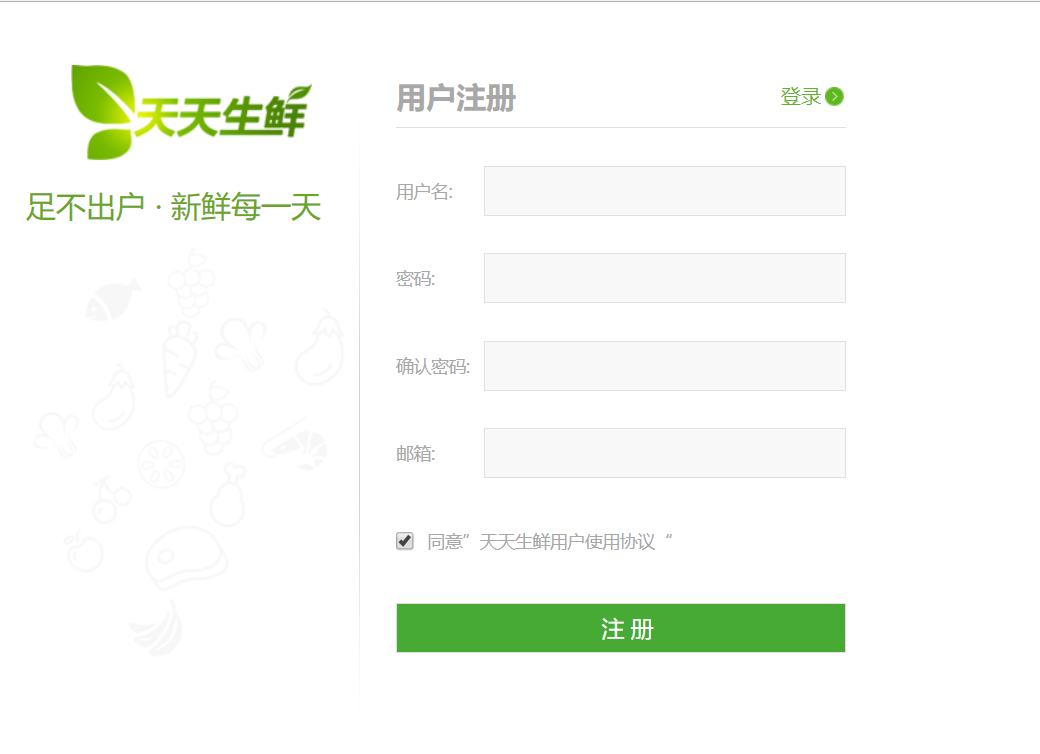 天天生鲜
足不出户 · 新鲜每一天
用户注册
登录
用户名:
密码:
确认密码:
邮箱:
同意”天天生鲜用户使用协议“
注 册